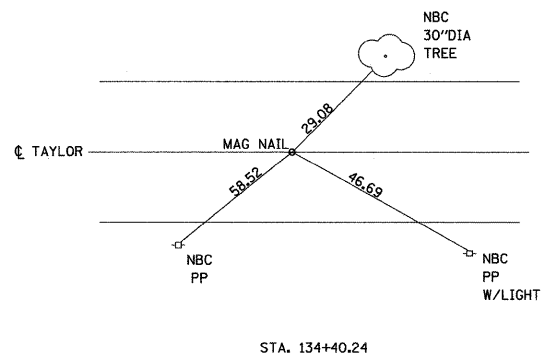 NBC
30"DIA
TREE
29.08
MAG NAIL
℄ TAYLOR
58.52
46.69
NBC
PP
NBC
PP
W/LIGHT
STA. 134+40.24